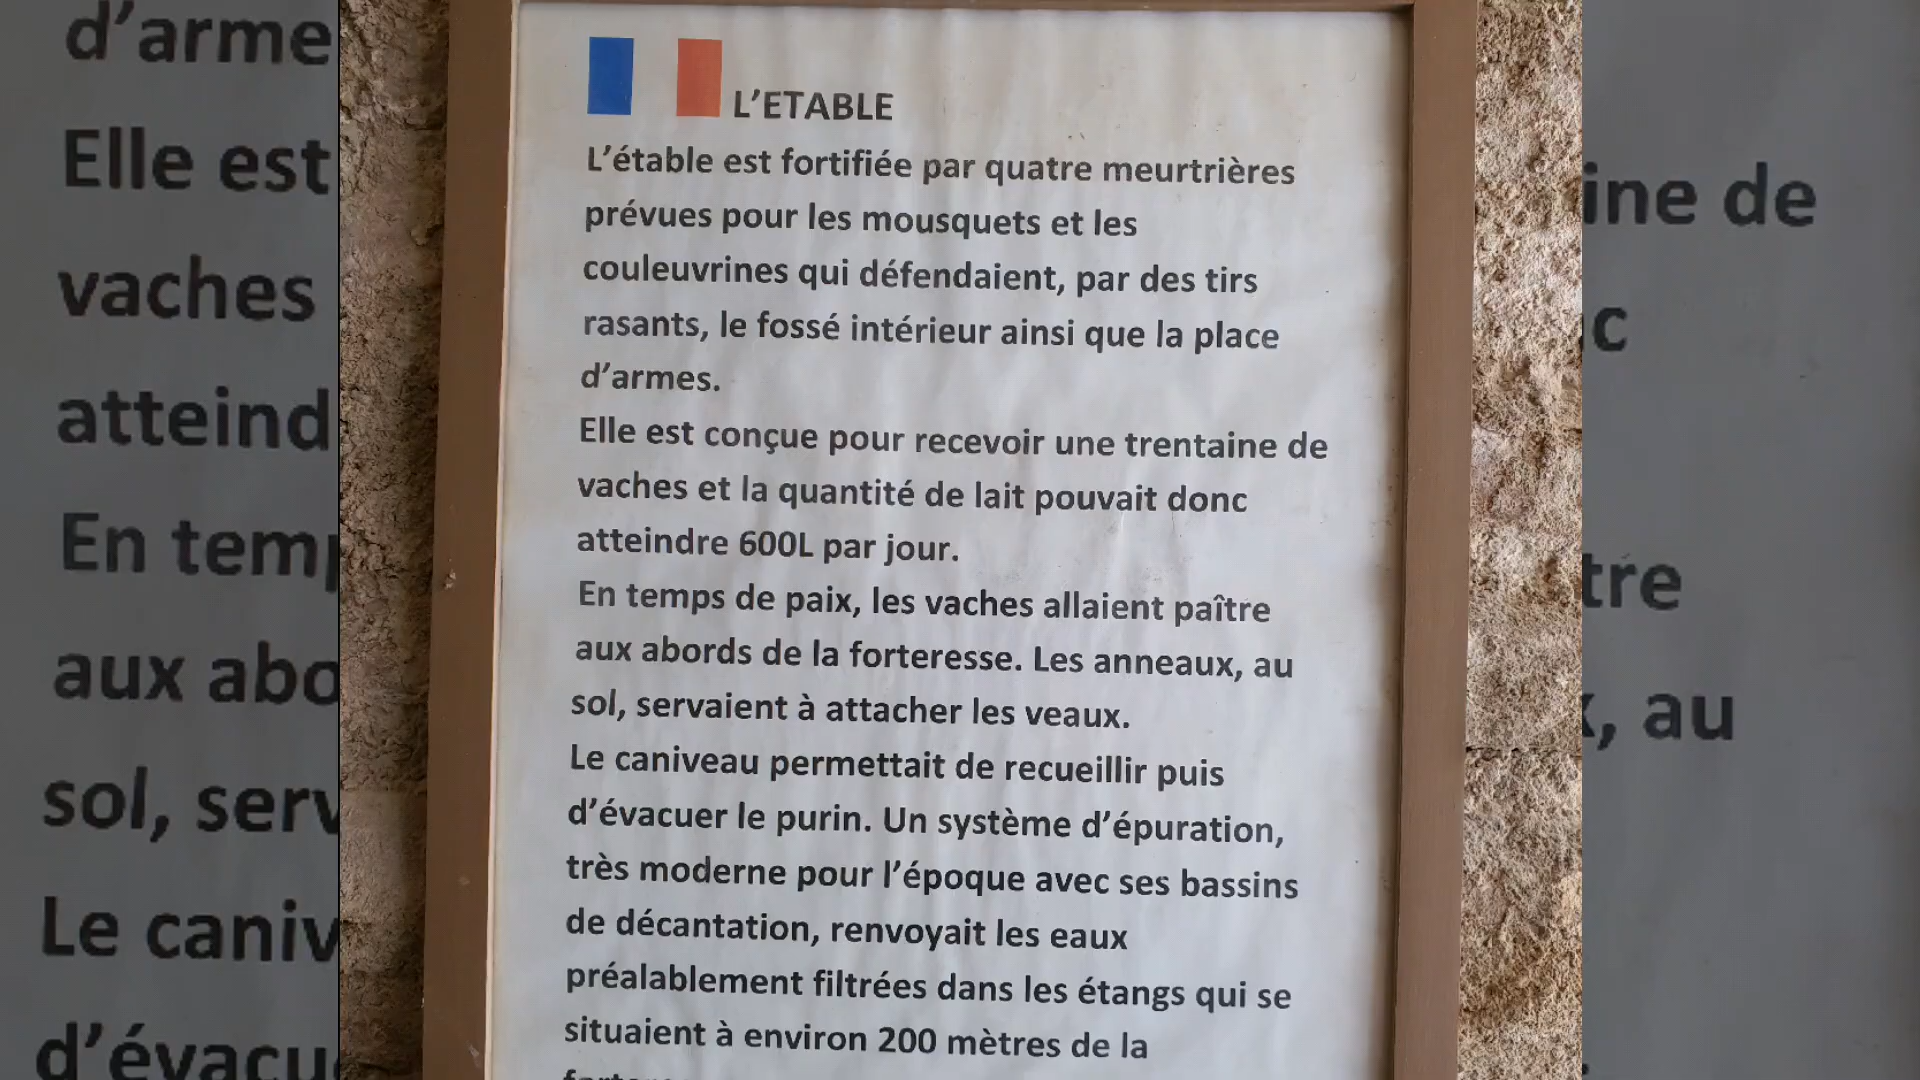 L'ETABLE
L'étable est fortifiée par quatre meurtrières
prévues pour les mousquets et les
couleuvrines qui défendaient, par des tirs
rasants, le fossé intérieur ainsi que la place
d'armes.
Elle est conçue pour recevoir une trentaine de
vaches et la quantité de lait pouvait donc
atteindre 600L par jour.
En temps de paix, les vaches allaient paître
aux abords de la forteresse. Les anneaux, au
sol, servaient à attacher les veaux.
Le caniveau permettait de recueillir puis
d'évacuer le purin. Un système d'épuration,
très moderne pour l'époque avec ses bassins
de décantation, renvoyait les eaux
préalablement filtrées dans les étangs qui se
situaient à environ 200 mètres de la